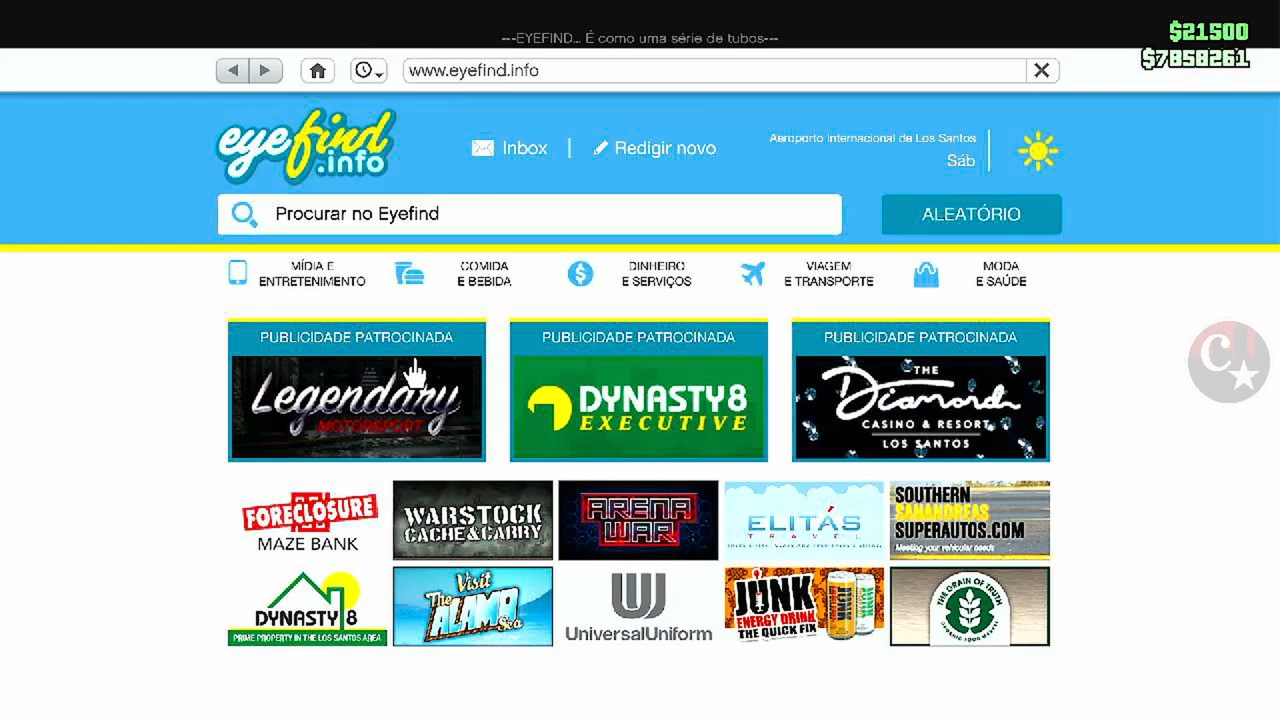 ---EYEFIND... É como uma série de tubos---
$21500
$7858261
www.eyefind.info
eyefind
.info
Inbox
Redigir novo
Aeroporto Internacional de Los Santos
Sáb
Procurar no Eyefind
ALEATÓRIO
MÍDIA E
ENTRETENIMENTO
COMIDA
E BEBIDA
DINHEIRO
E SERVIÇOS
VIAGEM
E TRANSPORTE
MODA
E SAÚDE
PUBLICIDADE PATROCINADA
Legendary
MOTORSPORT
PUBLICIDADE PATROCINADA
DYNASTY8
EXECUTIVE
PUBLICIDADE PATROCINADA
THE
Diamond
CASINO & RESORT
LOS SANTOS
FORECLOSURE
MAZE BANK
WARSTOCK
CACHE&CARRY
ARENA
WAR
ELITÁS
TRAVEL
SOUTHERN
SANANDREAS
SUPERAUTOS.COM
Meeting your vehicular needs
DYNASTY 8
PRIME PROPERTY IN THE LOS SANTOS AREA
Visit
The
ALAMO
Sea
UniversalUniform
JUNK
ENERGY DRINK
THE QUICK FIX
THE GRAIN OF TRUTH